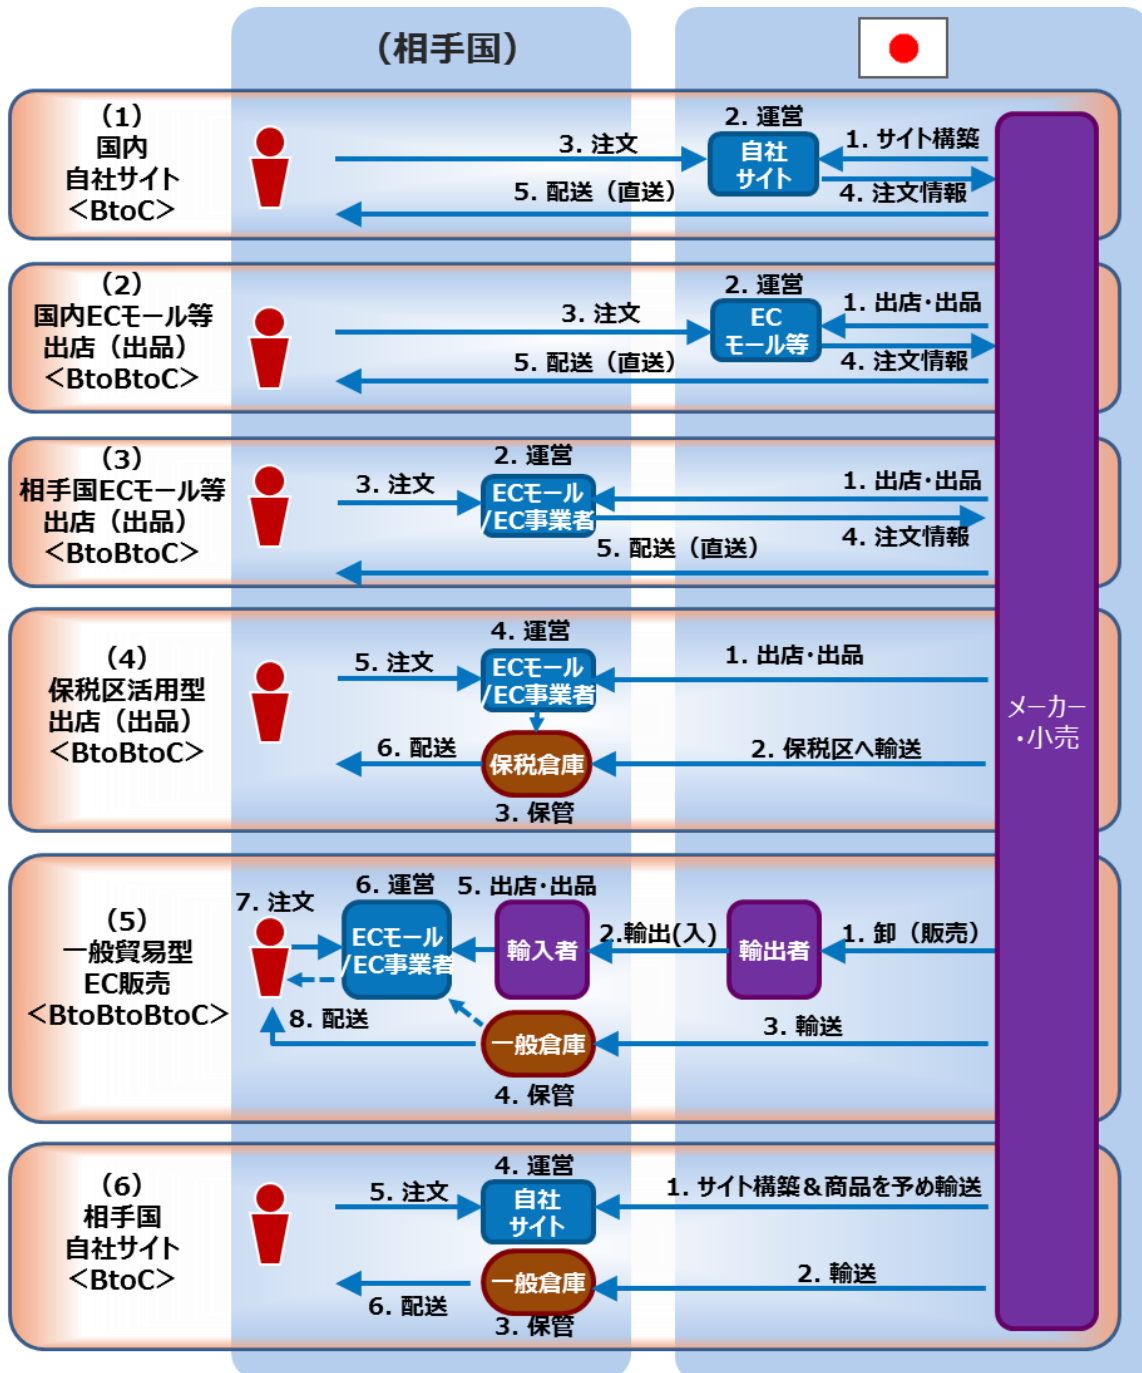 （相手国）
（1）
国内
自社サイト
＜BtoC＞
3. 注文
2. 運営
自社
サイト
1. サイト構築
4. 注文情報
5. 配送（直送）
（2）
国内ECモール等
出店（出品）
＜BtoBtoC＞
3. 注文
2. 運営
EC
モール等
1. 出店・出品
4. 注文情報
5. 配送（直送）
（3）
相手国ECモール等
出店（出品）
＜BtoBtoC＞
3. 注文
2. 運営
ECモール
/EC事業者
1. 出店・出品
4. 注文情報
5. 配送（直送）
（4）
保税区活用型
出店（出品）
＜BtoBtoC＞
5. 注文
4. 運営
ECモール
/EC事業者
1. 出店・出品
6. 配送
保税倉庫
3. 保管
2. 保税区へ輸送
メーカー
・小売
（5）
一般貿易型
EC販売
＜BtoBtoBtoC＞
7. 注文
6. 運営
ECモール
/EC事業者
5. 出店・出品
輸入者
2.輸出(入)
輸出者
1. 卸（販売）
8. 配送
一般倉庫
4. 保管
3. 輸送
（6）
相手国
自社サイト
＜BtoC＞
5. 注文
4. 運営
自社
サイト
1. サイト構築＆商品を予め輸送
6. 配送
一般倉庫
3. 保管
2. 輸送